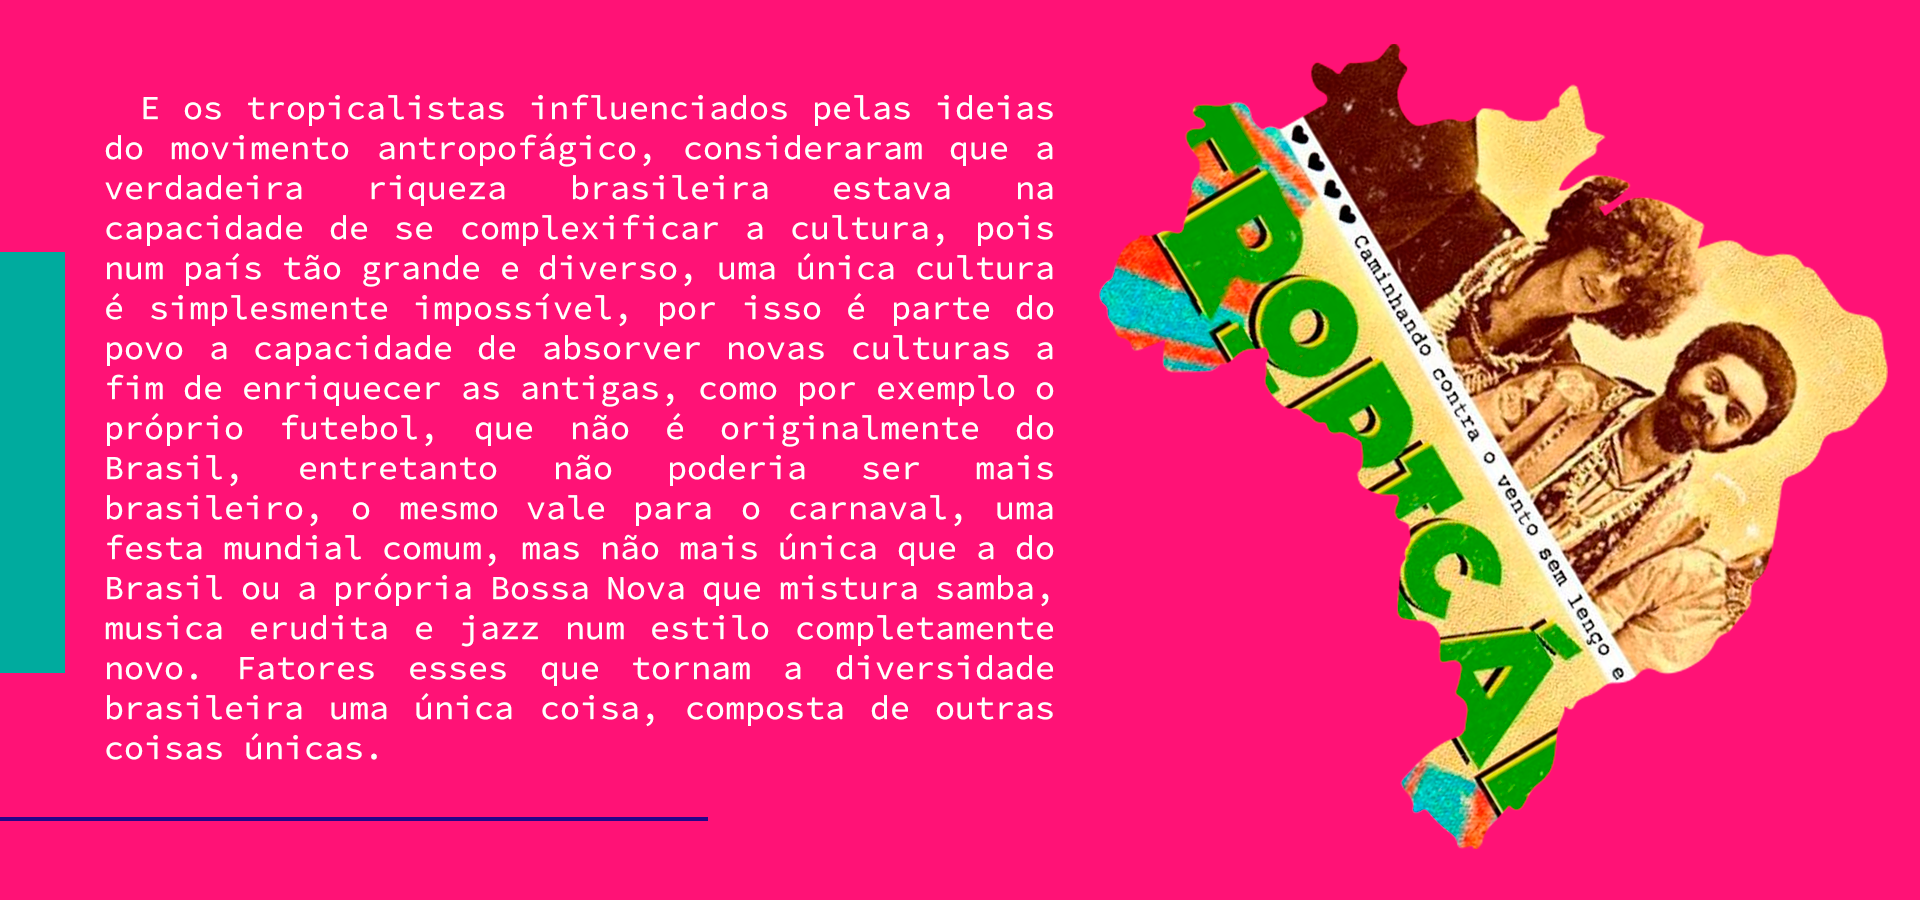 E os tropicalistas influenciados pelas ideias
do movimento antropofágico, consideraram que a
verdadeira riqueza brasileira estava na
capacidade de se complexificar a cultura, pois
num país tão grande e diverso, uma única cultura
é simplesmente impossível, por isso é parte do
povo a capacidade de absorver novas culturas a
fim de enriquecer as antigas, como por exemplo o
próprio futebol, que não é originalmente do
Brasil, entretanto não poderia ser mais
brasileiro, o mesmo vale para o carnaval, uma
festa mundial comum, mas não mais única que a do
Brasil ou a própria Bossa Nova que mistura samba,
musica erudita e jazz num estilo completamente
novo. Fatores esses que tornam a diversidade
brasileira uma única coisa, composta de outras
coisas únicas.
TROPICÁL
Caminhando contra o vento sem lenço e